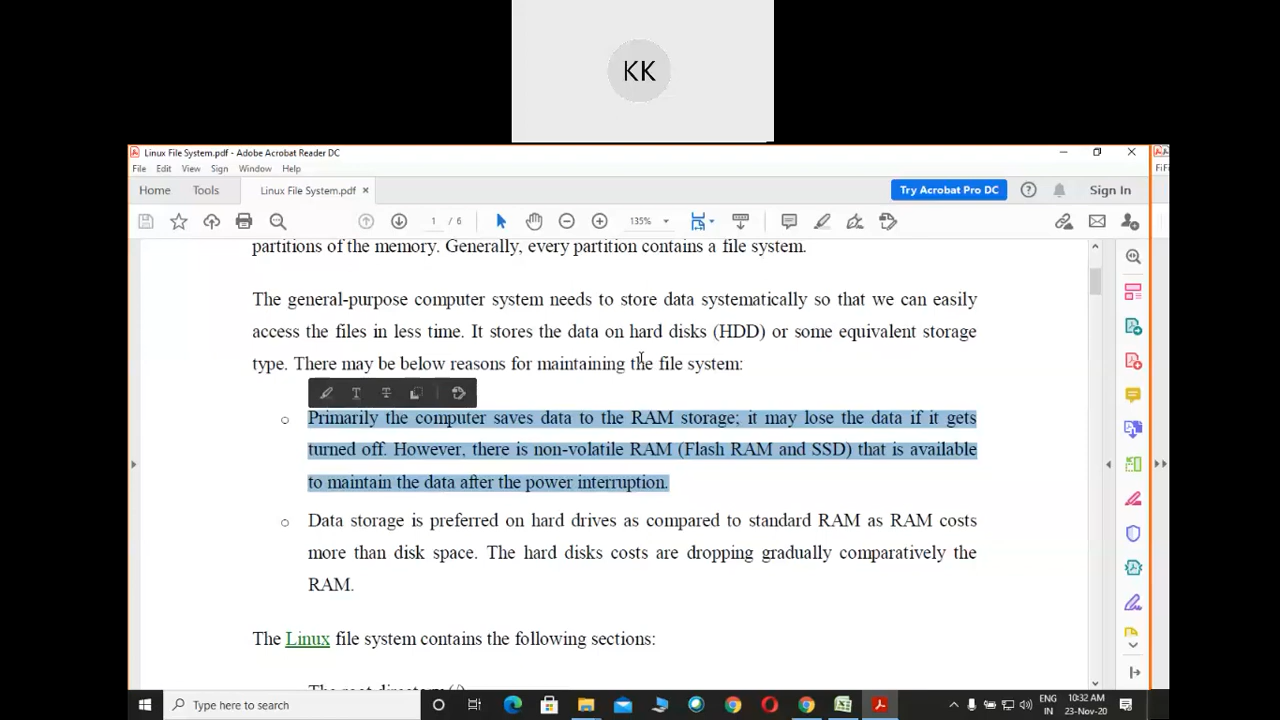 KK
Linux File System.pdf - Adobe Acrobat Reader DC
File Edit View Sign Window Help
Home Tools Linux File System.pdf × Try Acrobat Pro DC Sign In
1 / 6 135%
partitions of the memory. Generally, every partition contains a file system.
The general-purpose computer system needs to store data systematically so that we can easily
access the files in less time. It stores the data on hard disks (HDD) or some equivalent storage
type. There may be below reasons for maintaining the file system:
o Primarily the computer saves data to the RAM storage; it may lose the data if it gets
turned off. However, there is non-volatile RAM (Flash RAM and SSD) that is available
to maintain the data after the power interruption.
o Data storage is preferred on hard drives as compared to standard RAM as RAM costs
more than disk space. The hard disks costs are dropping gradually comparatively the
RAM.
The Linux file system contains the following sections:
The root directory (/)
Type here to search
ENG 10:32 AM
IN 23-Nov-20